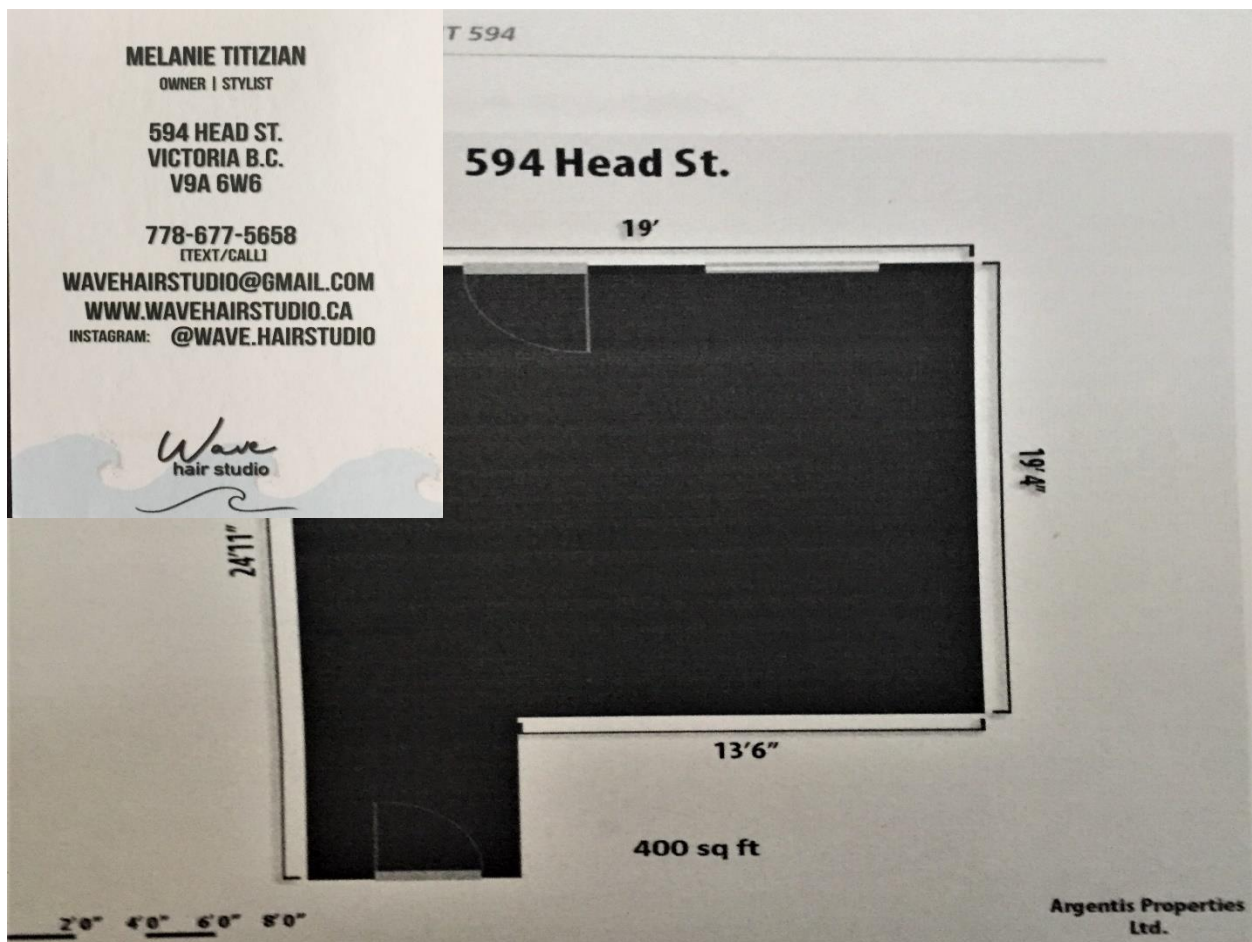 MELANIE TITIZIAN
OWNER | STYLIST
594 HEAD ST.
VICTORIA B.C.
V9A 6W6
778-677-5658
[TEXT/CALL]
WAVEHAIRSTUDIO@GMAIL.COM
WWW.WAVEHAIRSTUDIO.CA
INSTAGRAM: @WAVE.HAIRSTUDIO
Wave
hair studio
T 594
594 Head St.
19′
19′ 4″
24′11″
13′6″
400 sq ft
2′0″ 4′0″ 6′0″ 8′0″
Argentis Properties
Ltd.